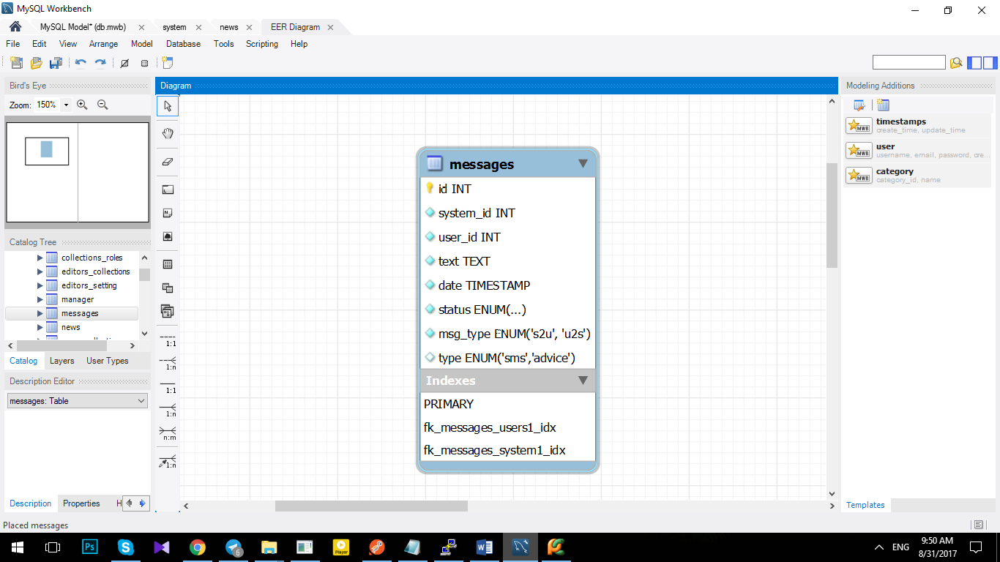 MySQL Workbench
MySQL Model* (db.mwb)
system
news
EER Diagram
File Edit View Arrange Model Database Tools Scripting Help
Bird's Eye
Zoom: 150%
Catalog Tree
collections_roles
editors_collections
editors_setting
manager
messages
news
Catalog Layers User Types
Description Editor
messages: Table
Description Properties H
Placed messages
Diagram
1:1
1:n
1:1
1:n
n:m
1:n
messages
id INT
system_id INT
user_id INT
text TEXT
date TIMESTAMP
status ENUM(...)
msg_type ENUM('s2u', 'u2s')
type ENUM('sms','advice')
Indexes
PRIMARY
fk_messages_users1_idx
fk_messages_system1_idx
Modeling Additions
MWB
timestamps
create_time, update_time
MWB
user
username, email, password, cre...
MWB
category
category_id, name
Templates
Ps
Player
6
ENG
9:50 AM
8/31/2017